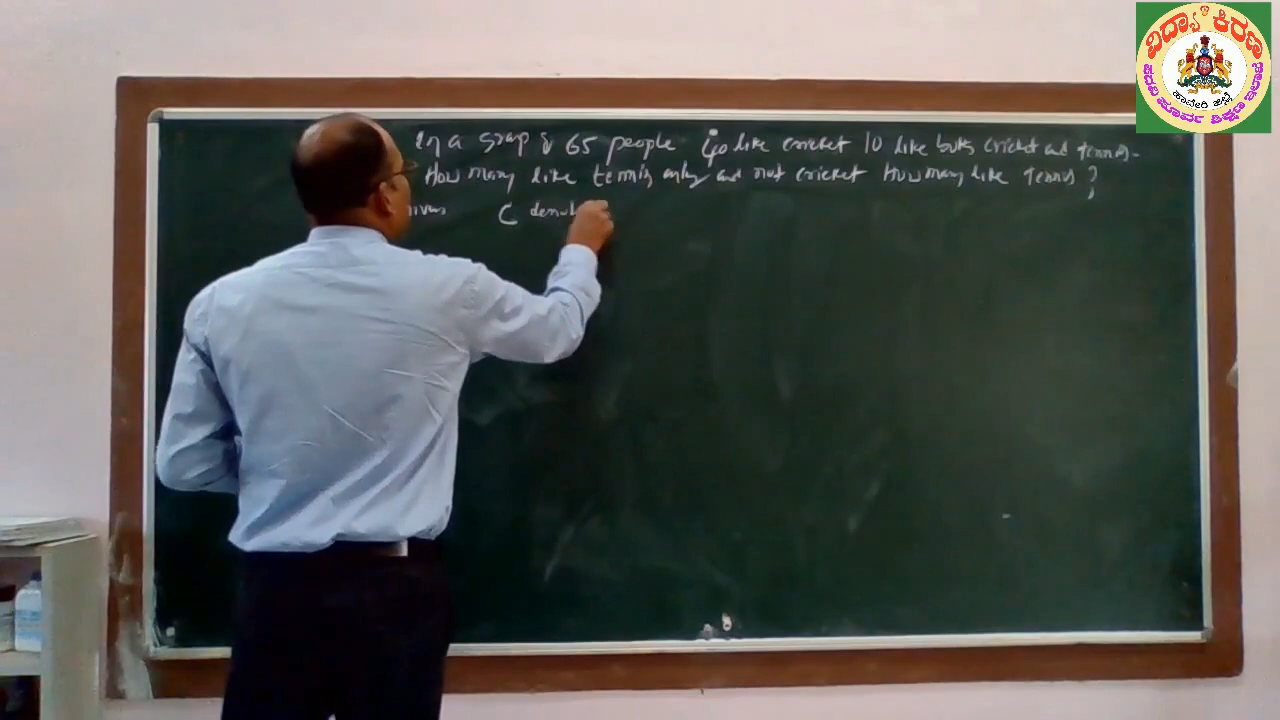 ವಿದ್ಯಾಕಿರಣ
In a group of 65 people 40 like cricket 10 like both cricket and tennis.
How many like tennis only and not cricket How many like tennis ?
C